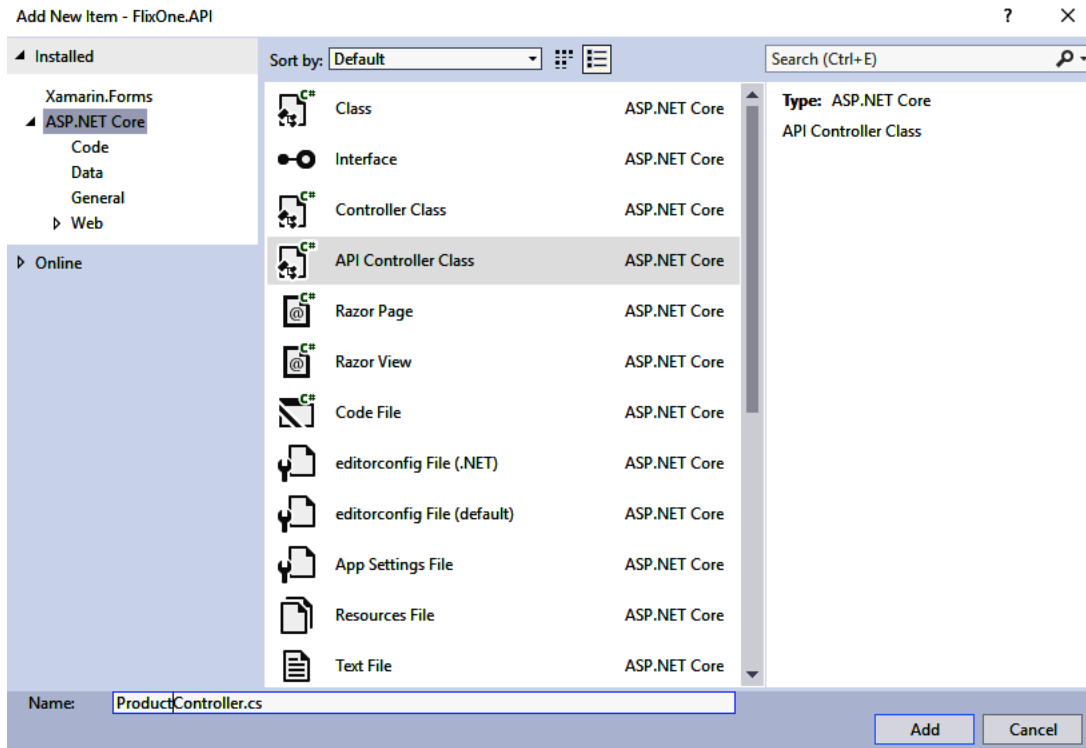 Add New Item - FlixOne.API ? ×
Installed
Sort by: Default
Search (Ctrl+E)
Xamarin.Forms
ASP.NET Core
Code
Data
General
Web
Online
C# Class ASP.NET Core
Interface ASP.NET Core
C# Controller Class ASP.NET Core
C# API Controller Class ASP.NET Core
C# @ Razor Page ASP.NET Core
C# @ Razor View ASP.NET Core
C# Code File ASP.NET Core
editorconfig File (.NET) ASP.NET Core
editorconfig File (default) ASP.NET Core
App Settings File ASP.NET Core
Resources File ASP.NET Core
Text File ASP.NET Core
Type: ASP.NET Core
API Controller Class
Name: ProductController.cs
Add Cancel